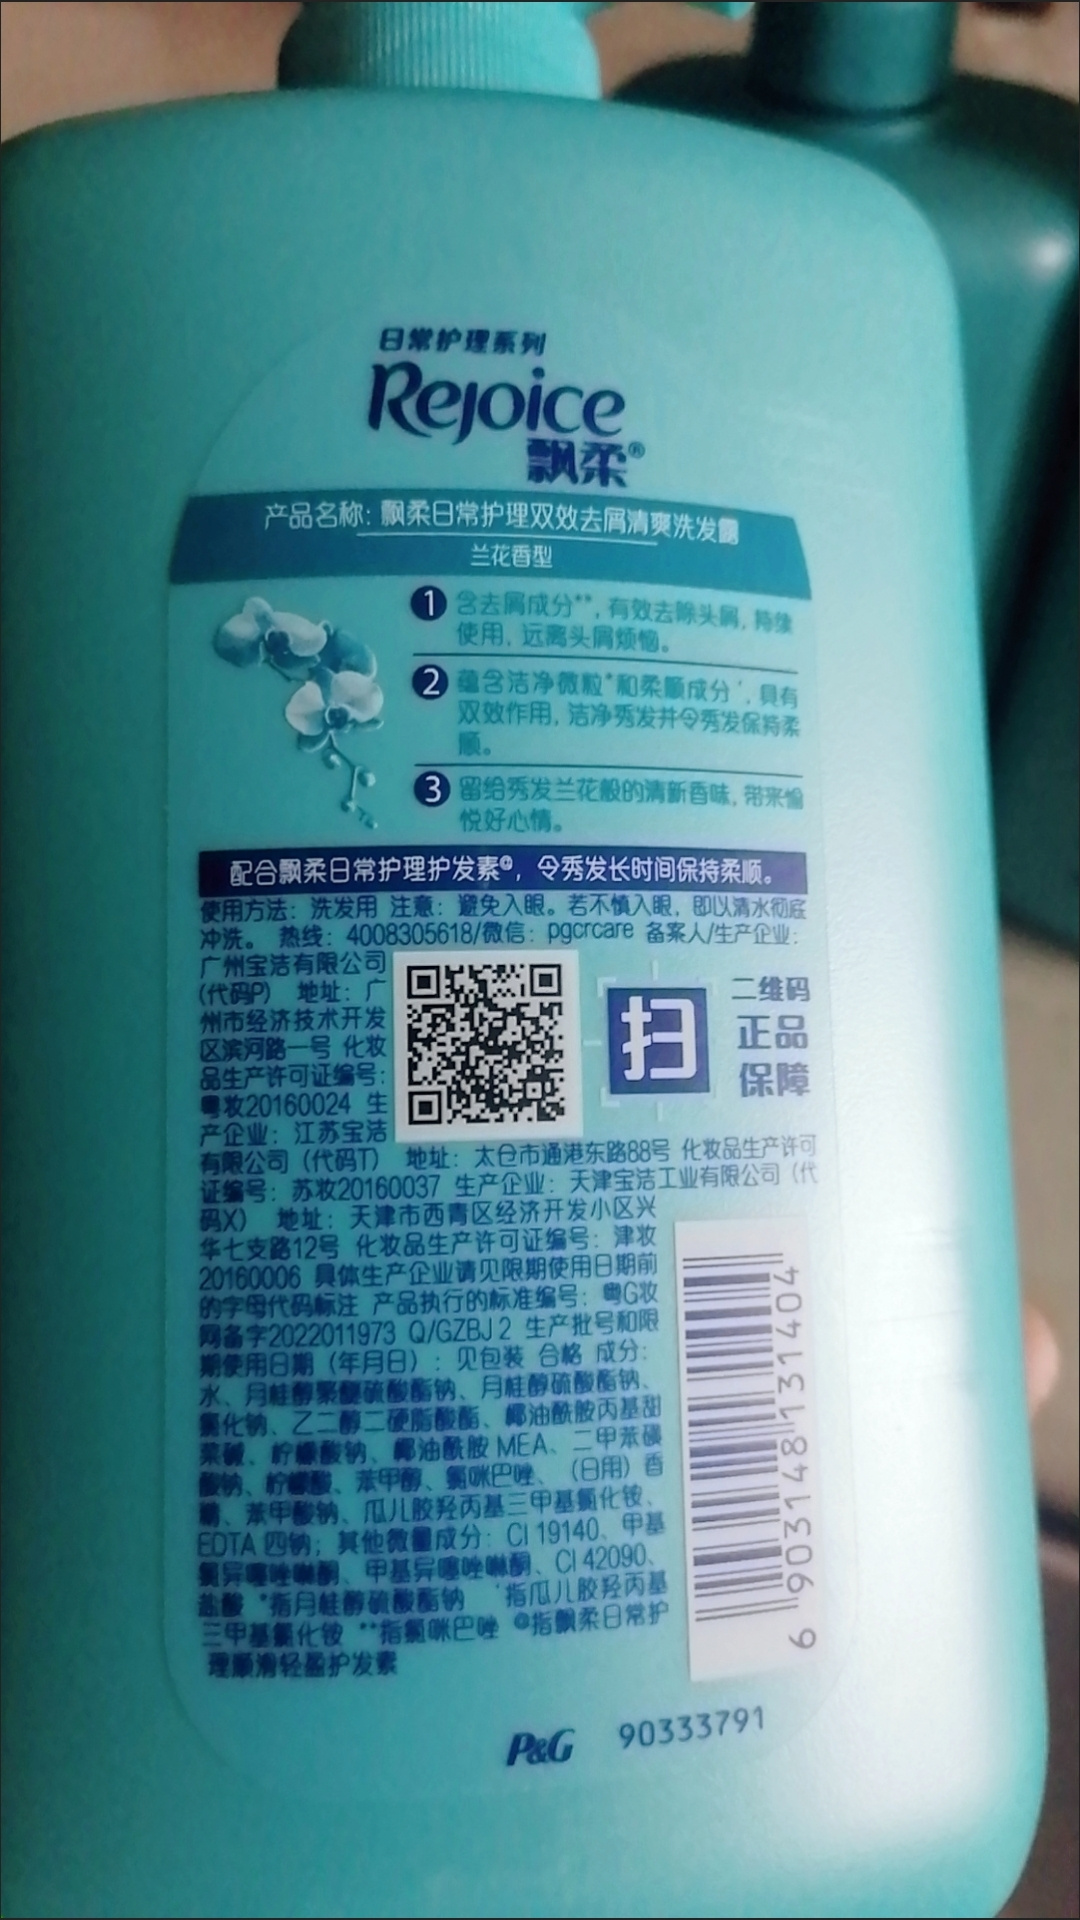 日常护理系列
Rejoice
飘柔®
产品名称: 飘柔日常护理双效去屑清爽洗发露
兰花香型
1 含去屑成分**, 有效去除头屑, 持续
使用, 远离头屑烦恼。
2 蕴含洁净微粒*和柔顺成分', 具有
双效作用, 洁净秀发并令秀发保持柔
顺。
3 留给秀发兰花般的清新香味, 带来愉
悦好心情。
配合飘柔日常护理护发素@, 令秀发长时间保持柔顺。
使用方法: 洗发用 注意: 避免入眼。若不慎入眼, 即以清水彻底
冲洗。 热线: 4008305618/微信: pgcrcare 备案人/生产企业:
广州宝洁有限公司
(代码P) 地址: 广
州市经济技术开发
区滨河路一号 化妆
品生产许可证编号:
粤妆20160024 生
产企业: 江苏宝洁
扫
二维码
正品
保障
有限公司 (代码T) 地址: 太仓市通港东路88号 化妆品生产许可
证编号: 苏妆20160037 生产企业: 天津宝洁工业有限公司 (代
码X) 地址: 天津市西青区经济开发小区兴
华七支路12号 化妆品生产许可证编号: 津妆
20160006 具体生产企业请见限期使用日期前
的字母代码标注 产品执行的标准编号: 粤G妆
网备字2022011973 Q/GZBJ 2 生产批号和限
期使用日期 (年月日) : 见包装 合格 成分:
水、月桂醇聚醚硫酸酯钠、月桂醇硫酸酯钠、
氯化钠、乙二醇二硬脂酸酯、椰油酰胺丙基甜
菜碱、柠檬酸钠、椰油酰胺 MEA、二甲苯磺
酸钠、柠檬酸、苯甲醇、氯咪巴唑、(日用) 香
精、苯甲酸钠、瓜儿胶羟丙基三甲基氯化铵、
EDTA 四钠; 其他微量成分: CI 19140、甲基
氯异噻唑啉酮、甲基异噻唑啉酮、CI 42090、
盐酸 *指月桂醇硫酸酯钠 '指瓜儿胶羟丙基
三甲基氯化铵 **指氯咪巴唑 @指飘柔日常护
理顺滑轻盈护发素
6 903148 131404
P&G 90333791